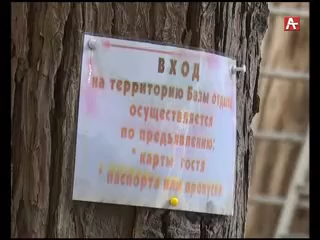 ВХОД
на территорию Базы отдыха
осуществляется
по предъявлению:
* карты гостя
* паспорта или пропуска